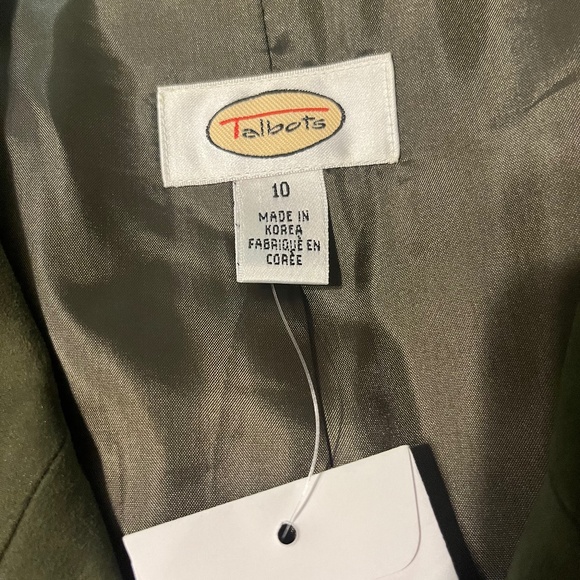 Talbots
10
MADE IN
KOREA
FABRIQUÉ EN
CORÉE